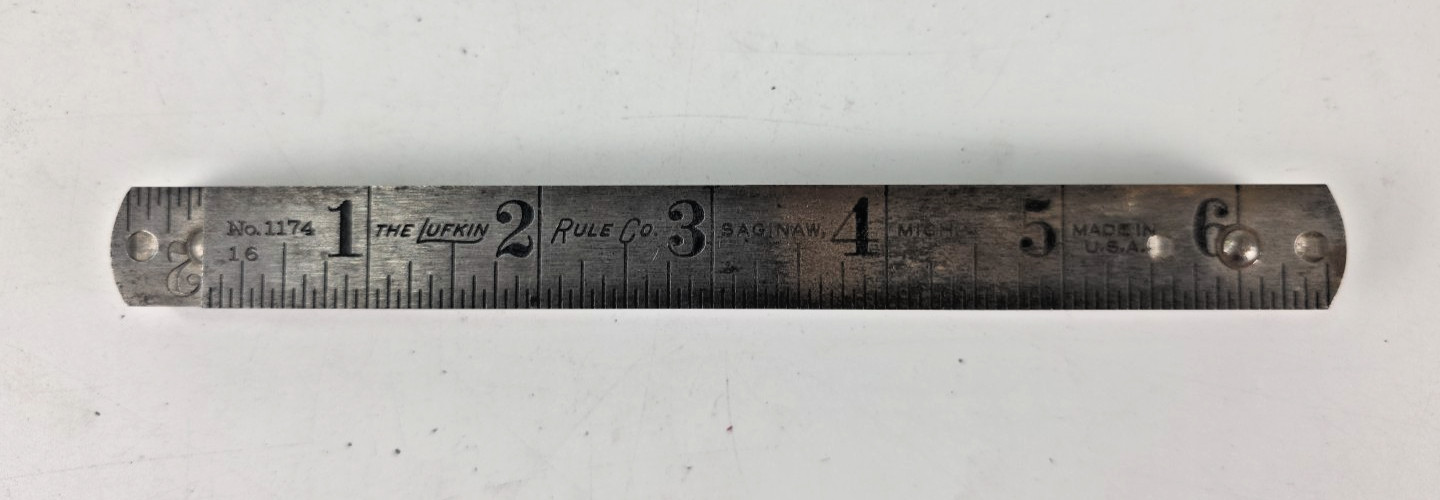 No. 1174 1 THE LUFKIN 2 RULE CO. 3 SAGINAW, 4 MICH. 5 MADE IN 6
16 U.S.A.